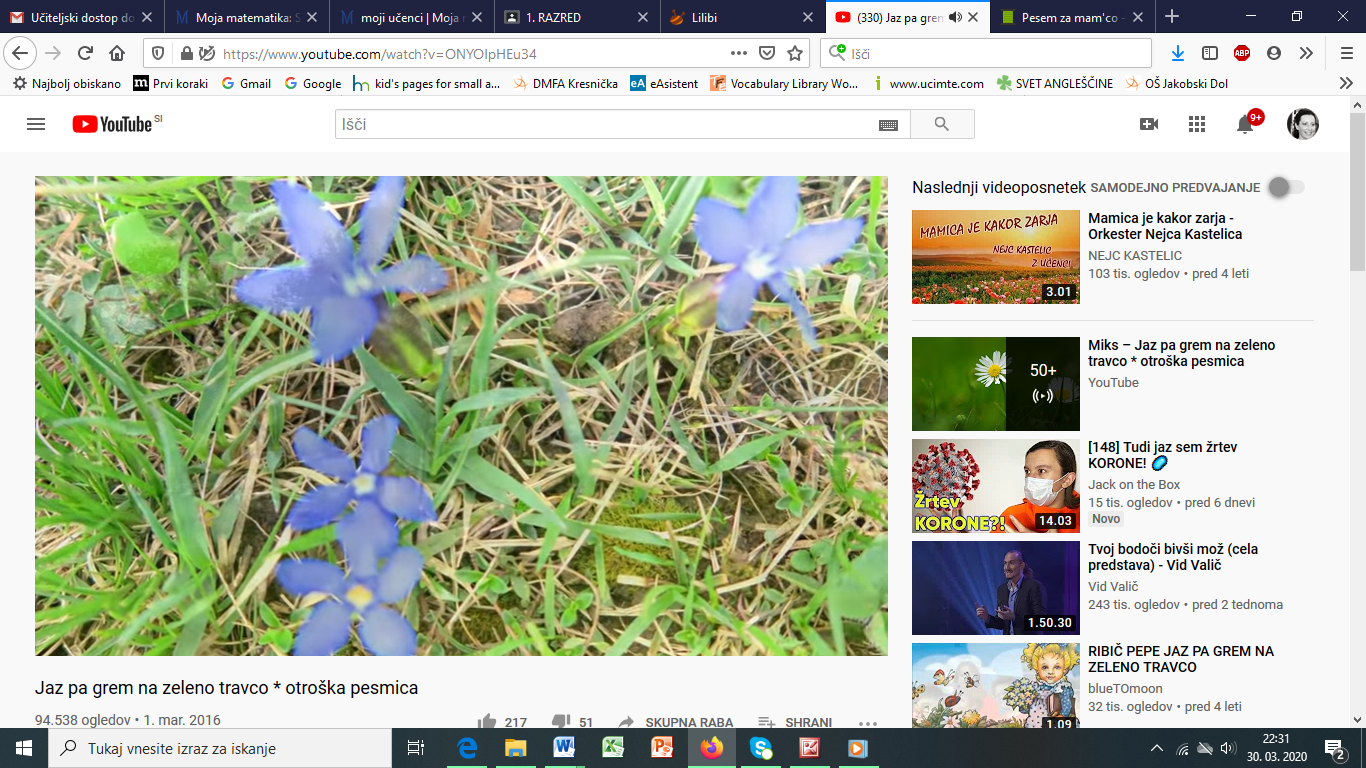 Učiteljski dostop do
Moja matematika: S
moji učenci | Moja
1. RAZRED
Lilibi
(330) Jaz pa grem
Pesem za mam'co -
https://www.youtube.com/watch?v=ONYOIpHEu34
Išči
Najbolj obiskano
Prvi koraki
Gmail
Google
kid's pages for small a...
DMFA Kresnička
eAsistent
Vocabulary Library Wo...
www.ucimte.com
SVET ANGLEŠČINE
OŠ Jakobski Dol
YouTube SI
Išči
9+
Naslednji videoposnetek SAMODEJNO PREDVAJANJE
MAMICA JE KAKOR ZARJA
NEJC KASTELIC
Z UČENCI
3.01
Mamica je kakor zarja -
Orkester Nejca Kastelica
NEJC KASTELIC
103 tis. ogledov • pred 4 leti
50+
Miks – Jaz pa grem na zeleno
travco * otroška pesmica
YouTube
Žrtev
KORONE?!
14.03
[148] Tudi jaz sem žrtev
KORONE!
Jack on the Box
15 tis. ogledov • pred 6 dnevi
Novo
1.50.30
Tvoj bodoči bivši mož (cela
predstava) - Vid Valič
Vid Valič
243 tis. ogledov • pred 2 tednoma
1.09
RIBIČ PEPE JAZ PA GREM NA
ZELENO TRAVCO
blueTOmoon
32 tis. ogledov • pred 4 leti
Jaz pa grem na zeleno travco * otroška pesmica
94.538 ogledov • 1. mar. 2016
217
51
SKUPNA RABA
SHRANI
Tukaj vnesite izraz za iskanje
22:31
30. 03. 2020
2